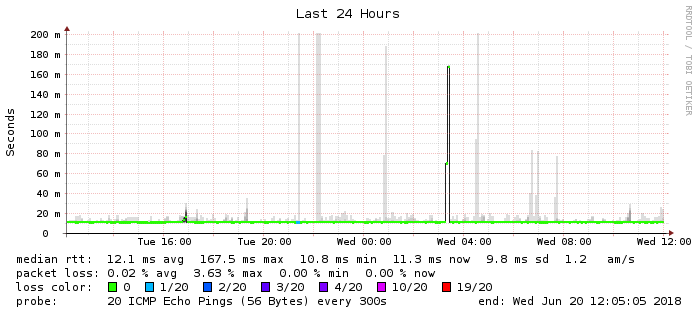 Last 24 Hours
RRDTOOL / TOBI OETIKER
Seconds
200 m
180 m
160 m
140 m
120 m
100 m
80 m
60 m
40 m
20 m
0
Tue 16:00 Tue 20:00 Wed 00:00 Wed 04:00 Wed 08:00 Wed 12:00
median rtt: 12.1 ms avg 167.5 ms max 10.8 ms min 11.3 ms now 9.8 ms sd 1.2 am/s
packet loss: 0.02 % avg 3.63 % max 0.00 % min 0.00 % now
loss color: 0 1/20 2/20 3/20 4/20 10/20 19/20
probe: 20 ICMP Echo Pings (56 Bytes) every 300s end: Wed Jun 20 12:05:05 2018